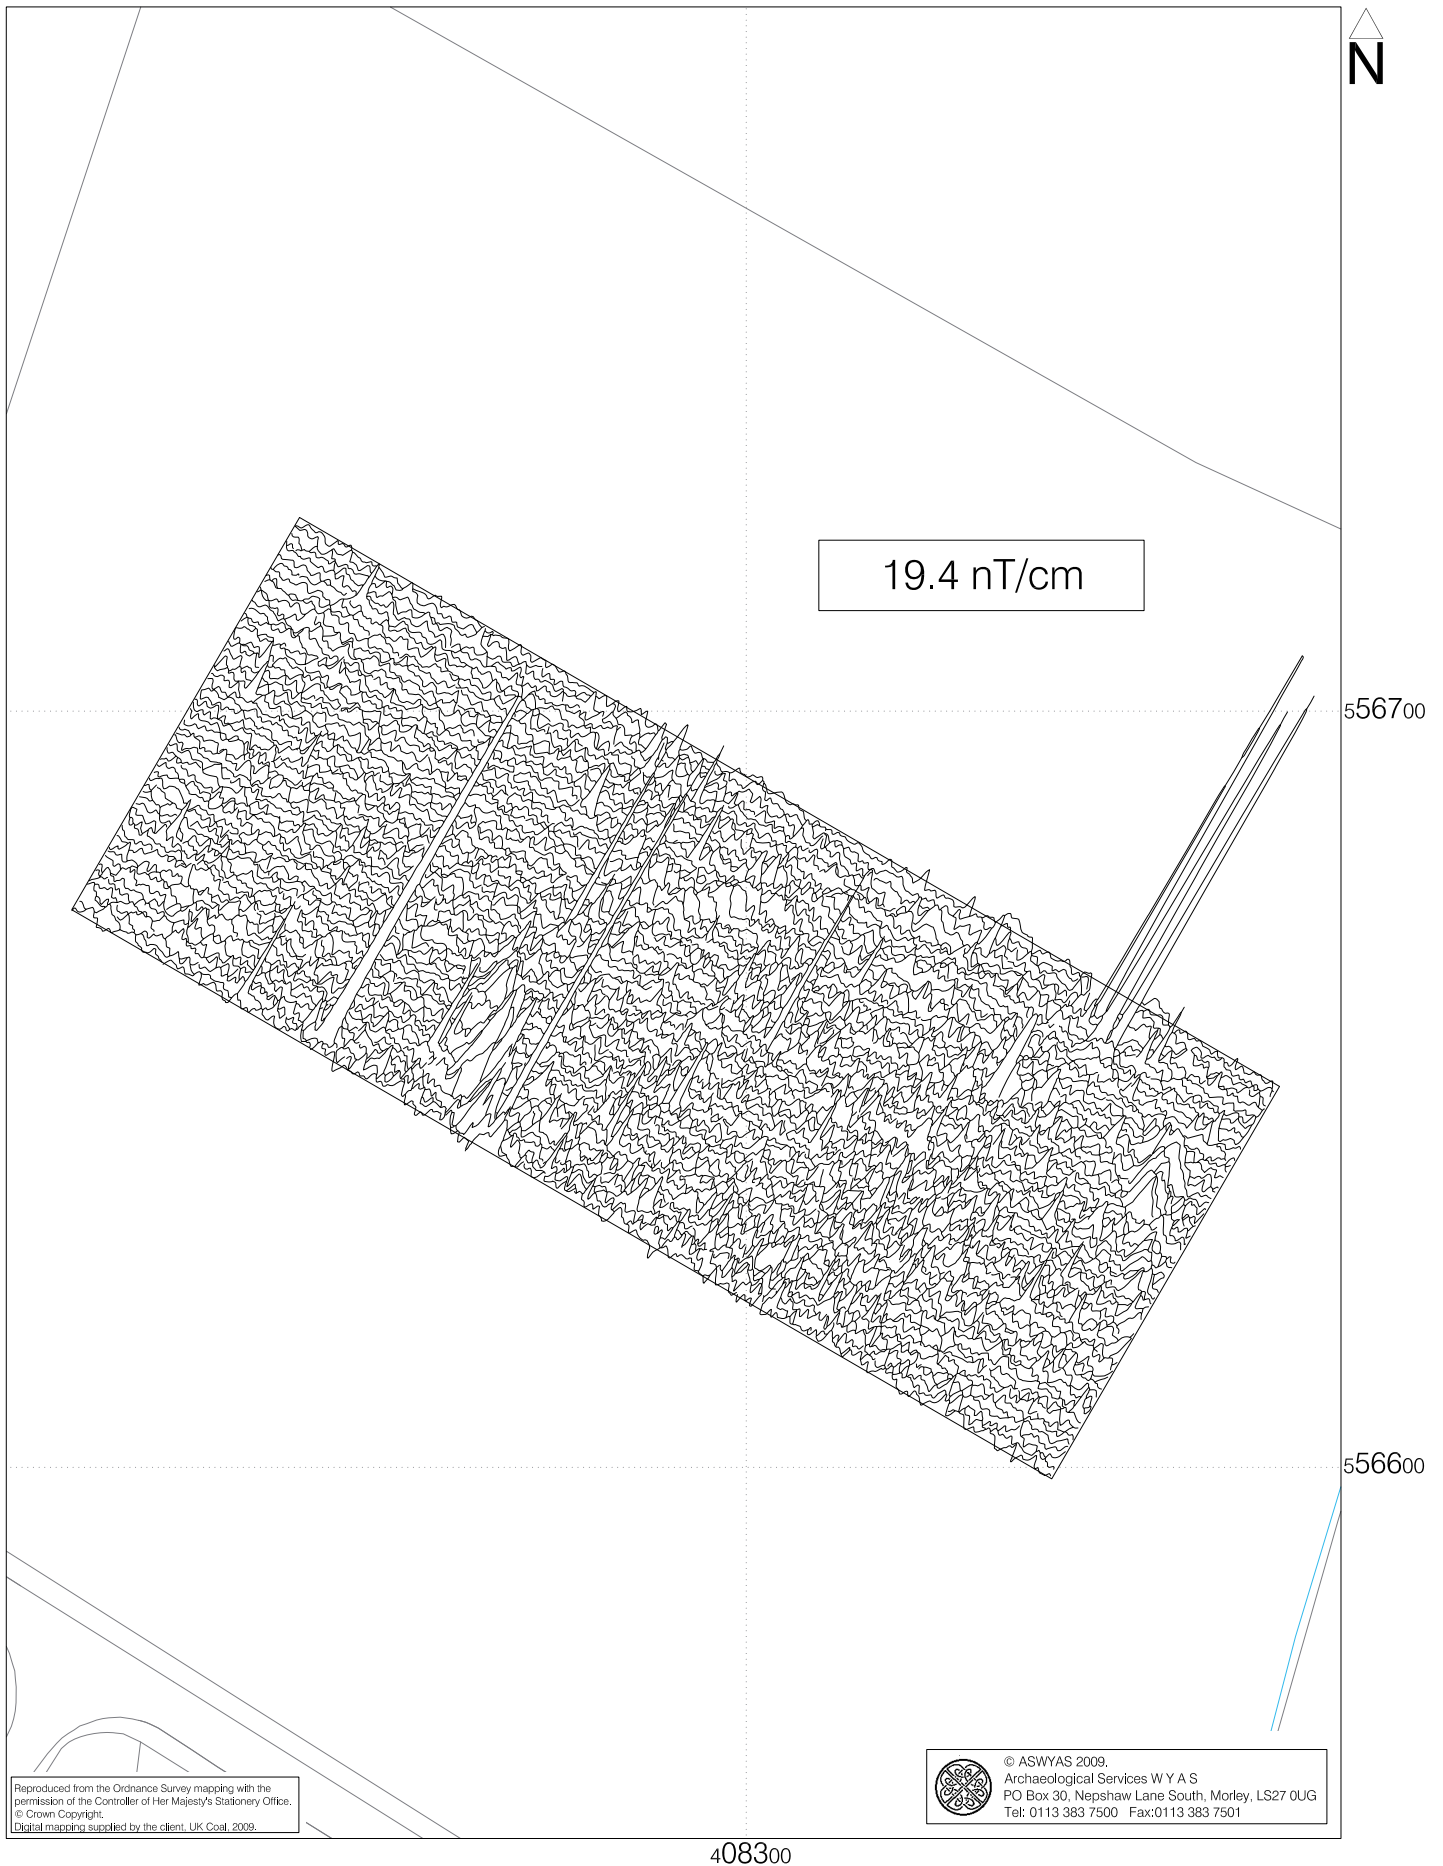 N
19.4 nT/cm
556700
556600
© ASWYAS 2009.
Archaeological Services W Y A S
PO Box 30, Nepshaw Lane South, Morley, LS27 0UG
Tel: 0113 383 7500 Fax:0113 383 7501
Reproduced from the Ordnance Survey mapping with the
permission of the Controller of Her Majesty's Stationery Office.
© Crown Copyright.
Digital mapping supplied by the client, UK Coal, 2009.
408300